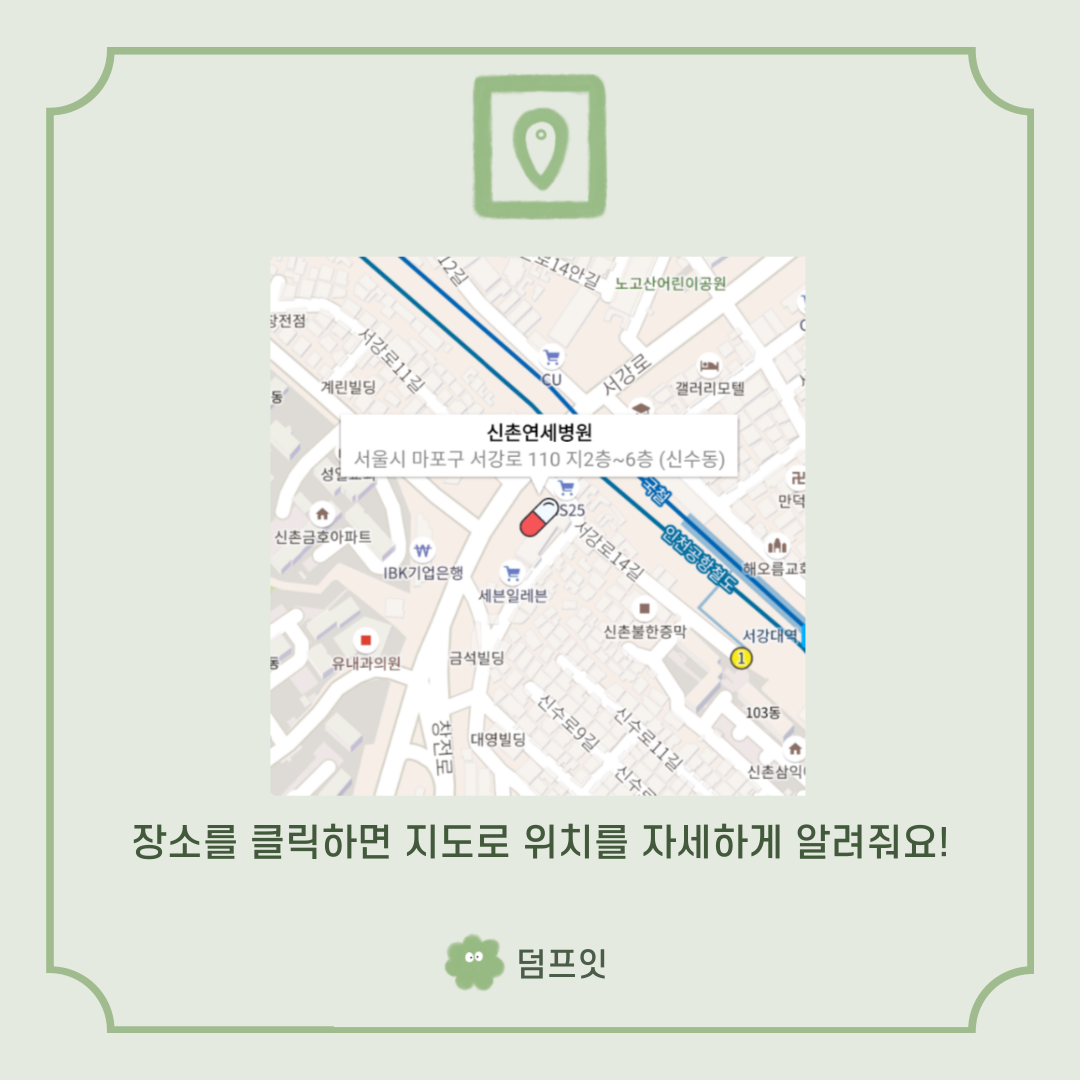 12길
로14안길
노고산어린이공원
장전점
서강로11길
서강로
CU
계린빌딩
갤러리모텔
동
신촌연세병원
서울시 마포구 서강로 110 지2층~6층 (신수동)
국철
만덕
S25
신촌금호아파트
서강로14길
인천공항철도
IBK기업은행
해오름교회
세븐일레븐
신촌불한증막
서강대역
유내과의원
금석빌딩
1
동
103동
신수로9길
신수로11길
창전로
대영빌딩
신촌삼익
신수로
장소를 클릭하면 지도로 위치를 자세하게 알려줘요!
덤프잇